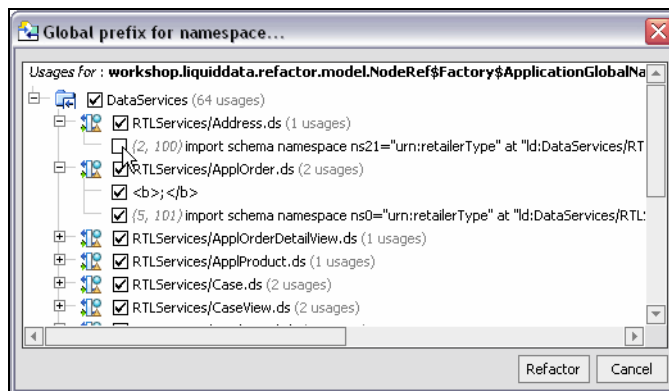 Global prefix for namespace...
Usages for : workshop.liquiddata.refactor.model.NodeRef$Factory$ApplicationGlobalNa
DataServices (64 usages)
RTLServices/Address.ds (1 usages)
(2, 100) import schema namespace ns21="urn:retailerType" at "ld:DataServices/RT
RTLServices/ApplOrder.ds (2 usages)
<b>;</b>
(5, 101) import schema namespace ns0="urn:retailerType" at "ld:DataServices/RTL
RTLServices/ApplOrderDetailView.ds (1 usages)
RTLServices/ApplProduct.ds (1 usages)
RTLServices/Case.ds (2 usages)
RTLServices/CaseView.ds (2 usages)
Refactor Cancel